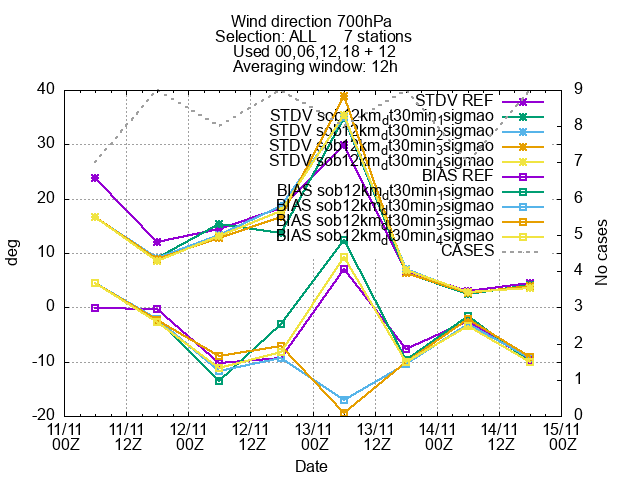 Wind direction 700hPa
Selection: ALL 7 stations
Used 00,06,12,18 + 12
Averaging window: 12h
40
30
20
10
0
-10
-20
deg
9
8
7
6
5
4
3
2
1
0
No cases
STDV REF
STDV sob12km_dt30min_1sigmao
STDV sob12km_dt30min_2sigmao
STDV sob12km_dt30min_3sigmao
STDV sob12km_dt30min_4sigmao
BIAS REF
BIAS sob12km_dt30min_1sigmao
BIAS sob12km_dt30min_2sigmao
BIAS sob12km_dt30min_3sigmao
BIAS sob12km_dt30min_4sigmao
CASES
11/11 11/11 12/11 12/11 13/11 13/11 14/11 14/11 15/11
00Z 12Z 00Z 12Z 00Z 12Z 00Z 12Z 00Z
Date